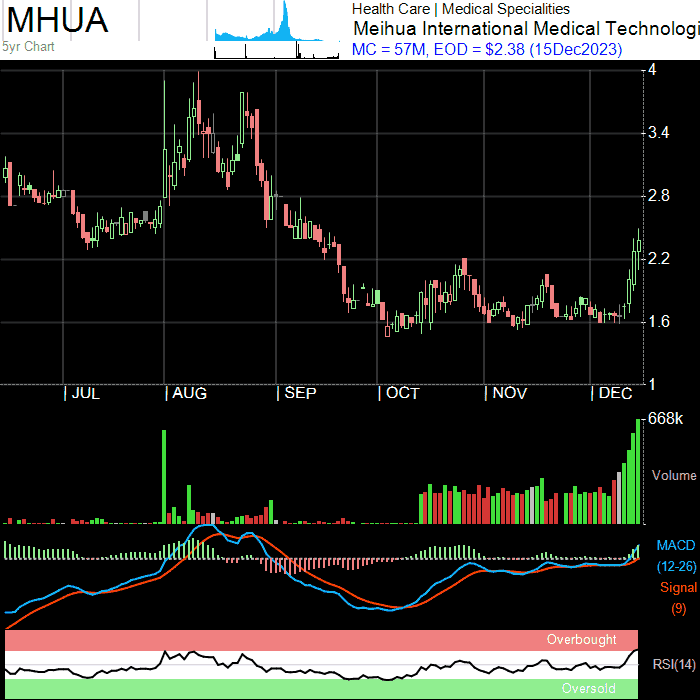 MHUA
5yr Chart
Health Care | Medical Specialities
Meihua International Medical Technologi
MC = 57M, EOD = $2.38 (15Dec2023)
4
3.4
2.8
2.2
1.6
1
JUL AUG SEP OCT NOV DEC
668k
Volume
MACD
(12-26)
Signal
(9)
Overbought
RSI(14)
Oversold